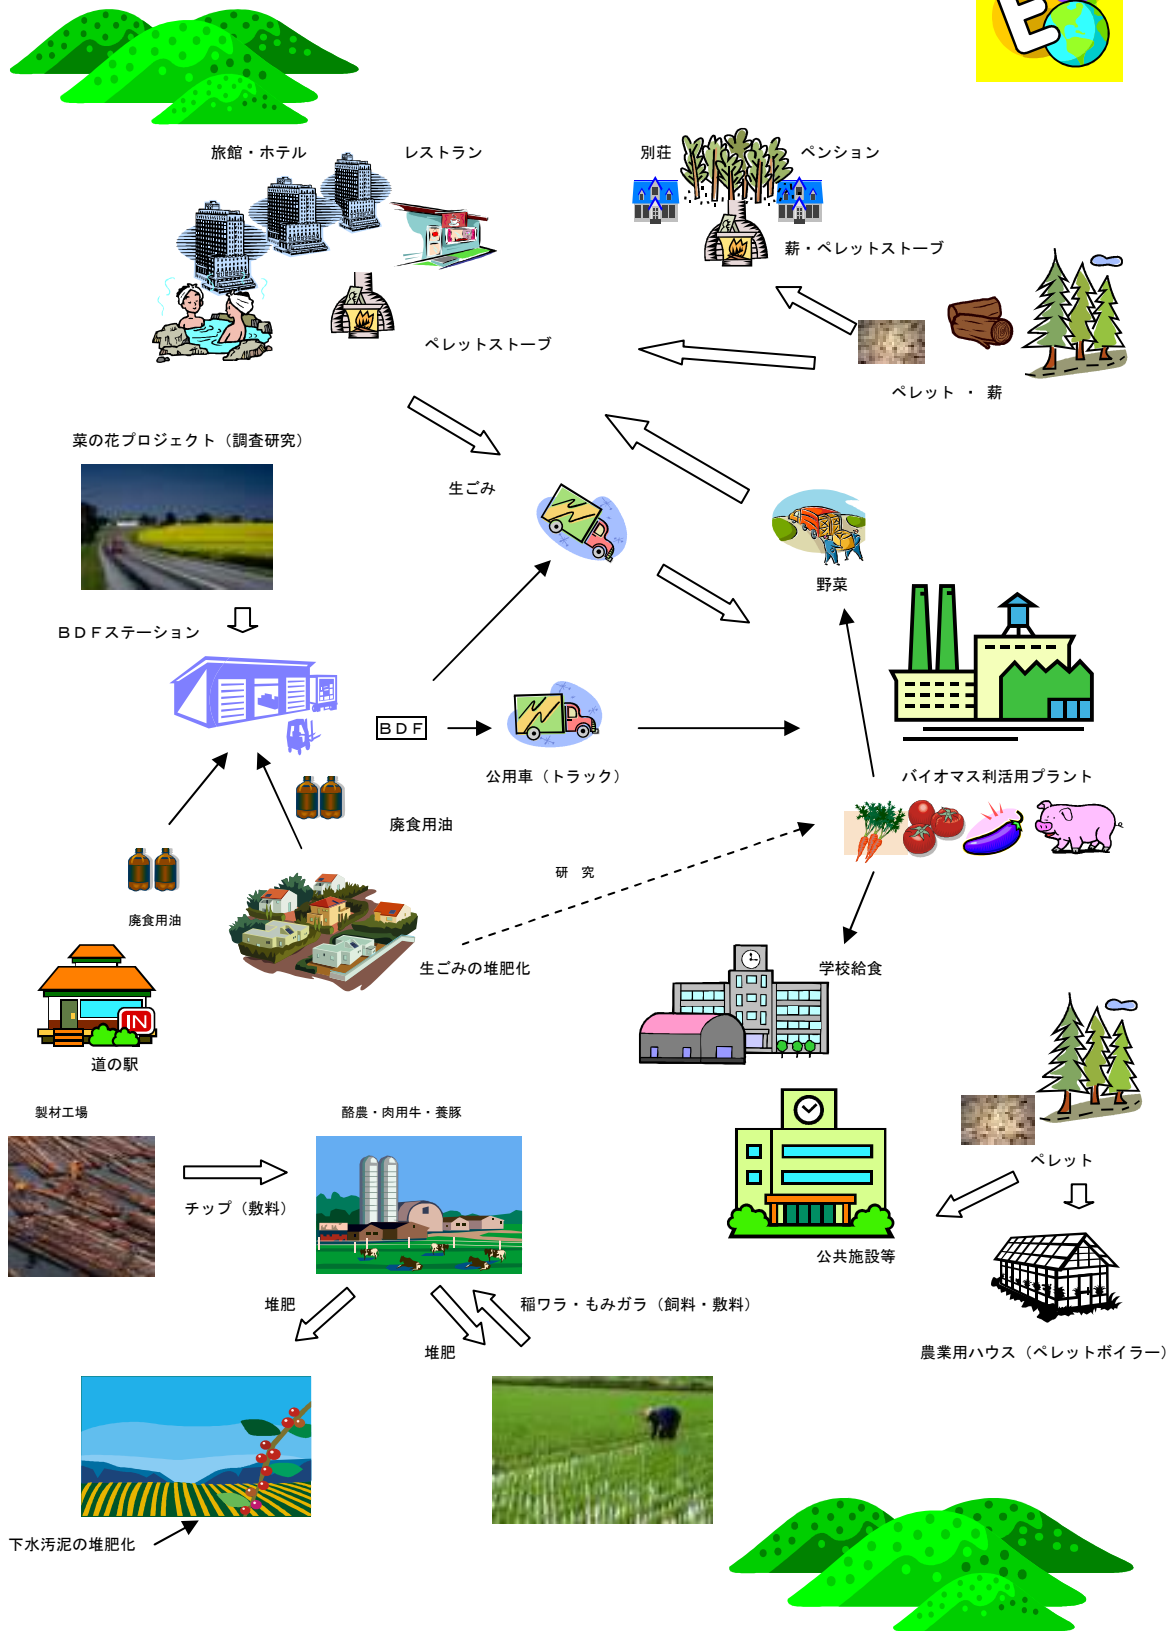 E
旅館・ホテル
レストラン
別荘
ペンション
薪・ペレットストーブ
ペレットストーブ
ペレット ・ 薪
菜の花プロジェクト（調査研究）
生ごみ
野菜
ＢＤＦステーション
ＢＤＦ
公用車（トラック）
バイオマス利活用プラント
廃食用油
研 究
廃食用油
生ごみの堆肥化
学校給食
IN
道の駅
製材工場
酪農・肉用牛・養豚
ペレット
チップ（敷料）
公共施設等
堆肥
稲ワラ・もみガラ（飼料・敷料）
堆肥
農業用ハウス（ペレットボイラー）
下水汚泥の堆肥化